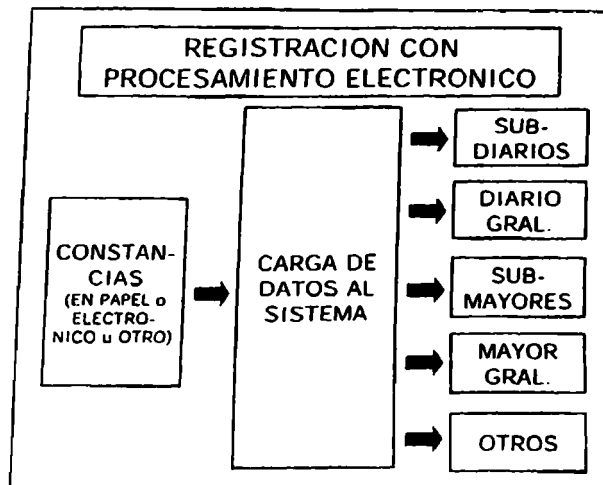 REGISTRACION CON
PROCESAMIENTO ELECTRONICO
CONSTAN-
CIAS
(EN PAPEL o
ELECTRO-
NICO u OTRO)
CARGA DE
DATOS AL
SISTEMA
SUB-
DIARIOS
DIARIO
GRAL.
SUB-
MAYORES
MAYOR
GRAL.
OTROS